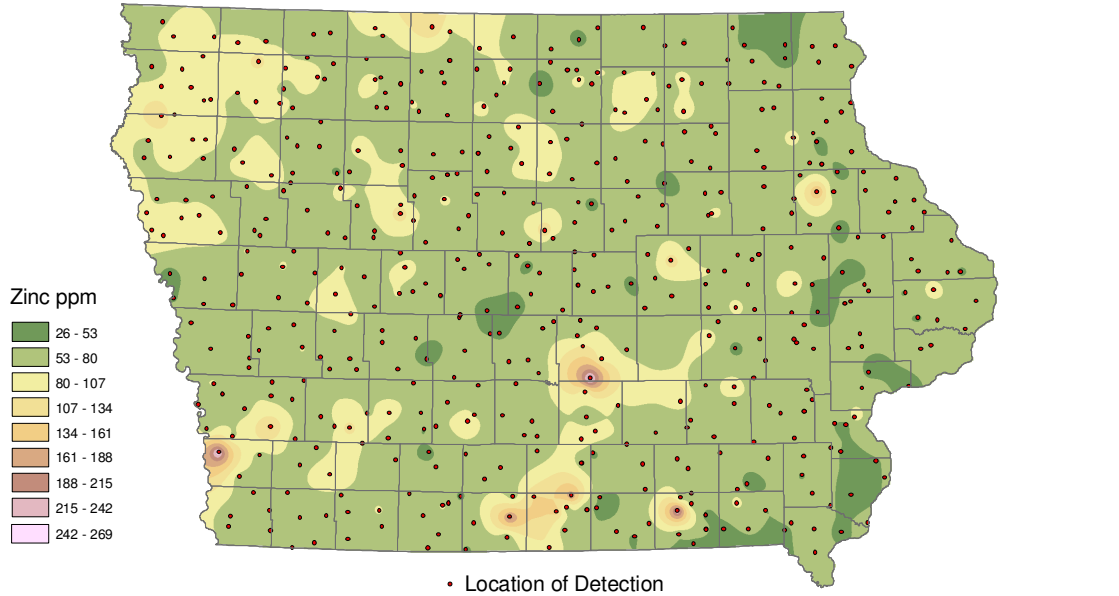 Zinc ppm
26 - 53
53 - 80
80 - 107
107 - 134
134 - 161
161 - 188
188 - 215
215 - 242
242 - 269
Location of Detection